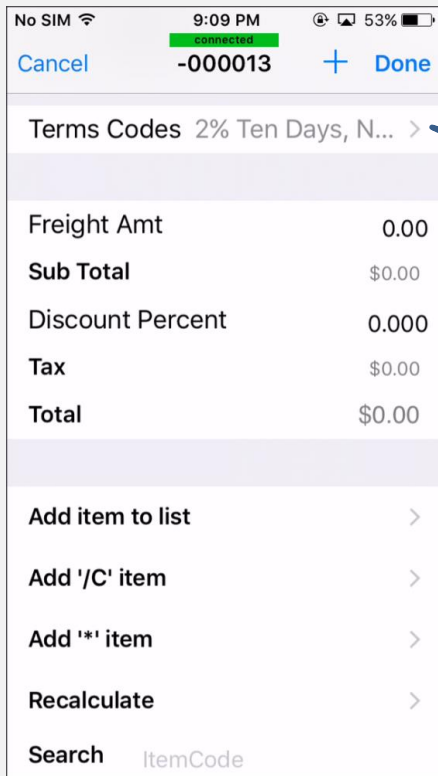 No SIM 9:09 PM 53%
connected
Cancel -000013 + Done
Terms Codes 2% Ten Days, N... >
Freight Amt 0.00
Sub Total $0.00
Discount Percent 0.000
Tax $0.00
Total $0.00
Add item to list >
Add '/C' item >
Add '*' item >
Recalculate >
Search ItemCode